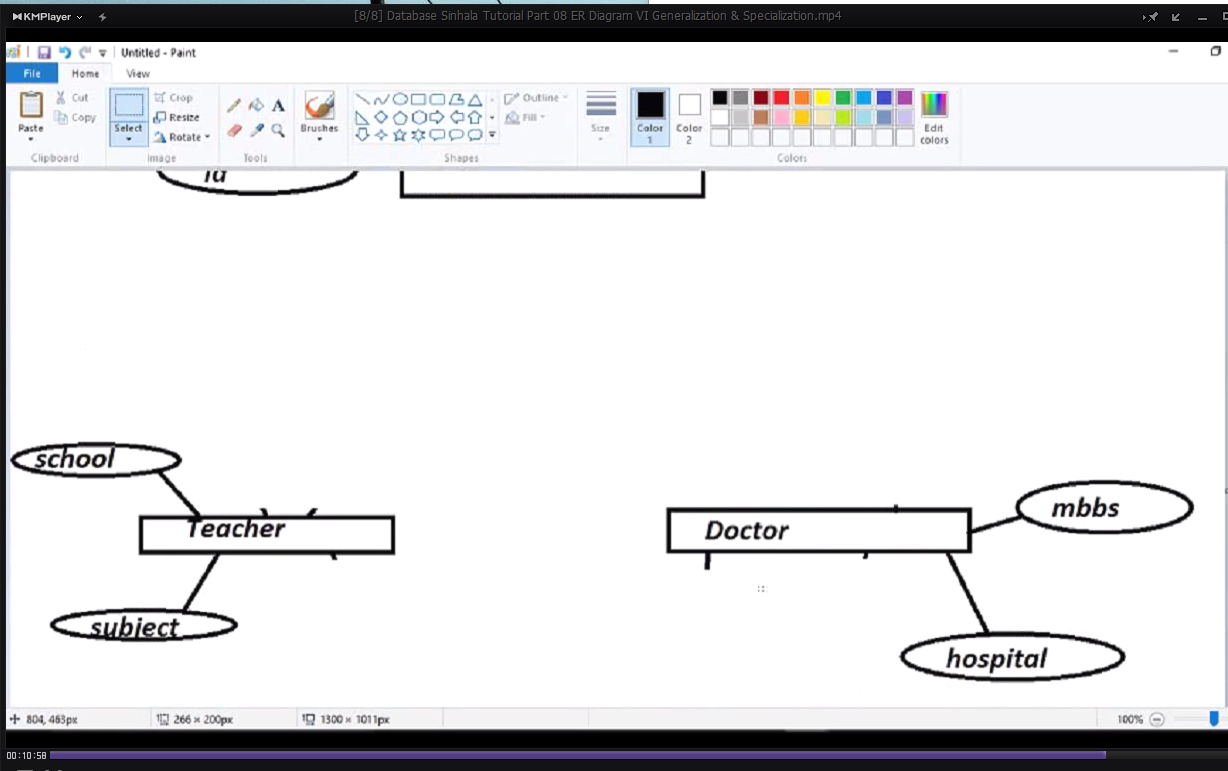 KMPlayer
[8/8] Database Sinhala Tutorial Part 08 ER Diagram VI Generalization & Specialization.mp4
Untitled - Paint
File Home View
Paste
Cut
Copy
Clipboard
Select
Crop
Resize
Rotate
Image
Tools
Brushes
Outline
Fill
Shapes
Size
Color 1
Color 2
Edit colors
Colors
id
school
Teacher
subject
Doctor
mbbs
hospital
804, 463px
266 × 200px
1300 × 1011px
100%
00:10:58